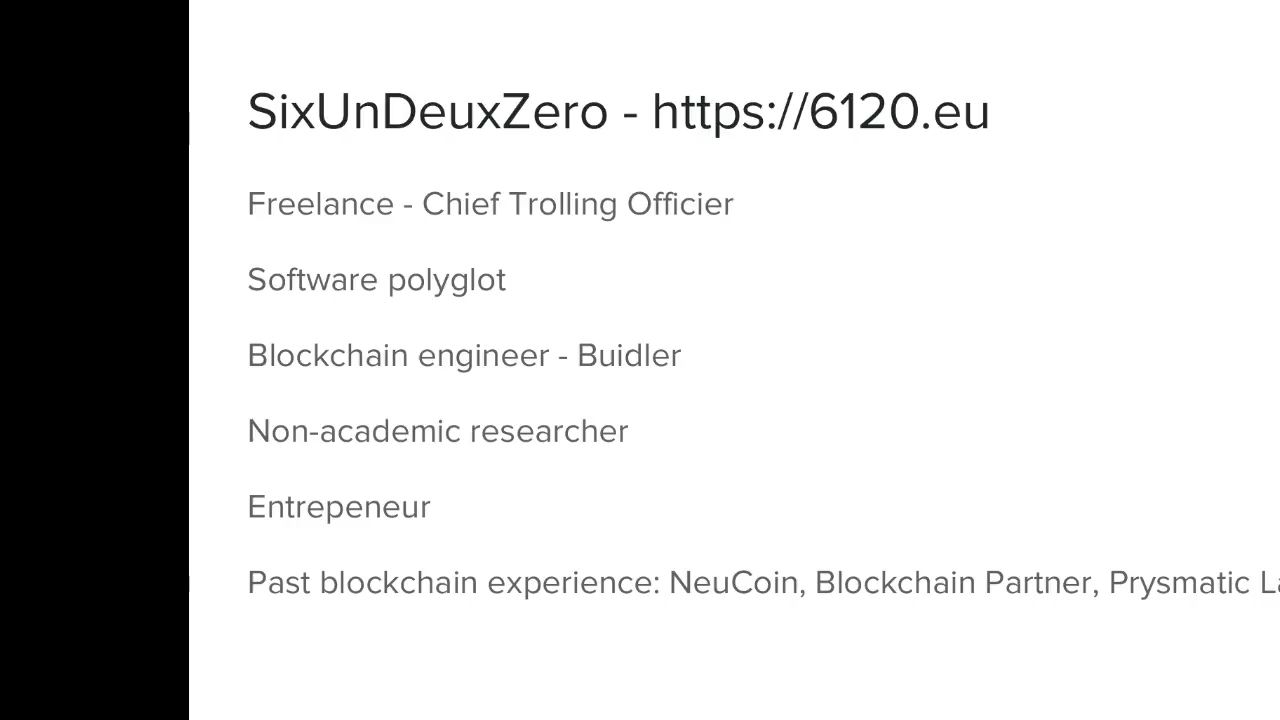 SixUnDeuxZero - https://6120.eu
Freelance - Chief Trolling Officier
Software polyglot
Blockchain engineer - Buidler
Non-academic researcher
Entrepeneur
Past blockchain experience: NeuCoin, Blockchain Partner, Prysmatic